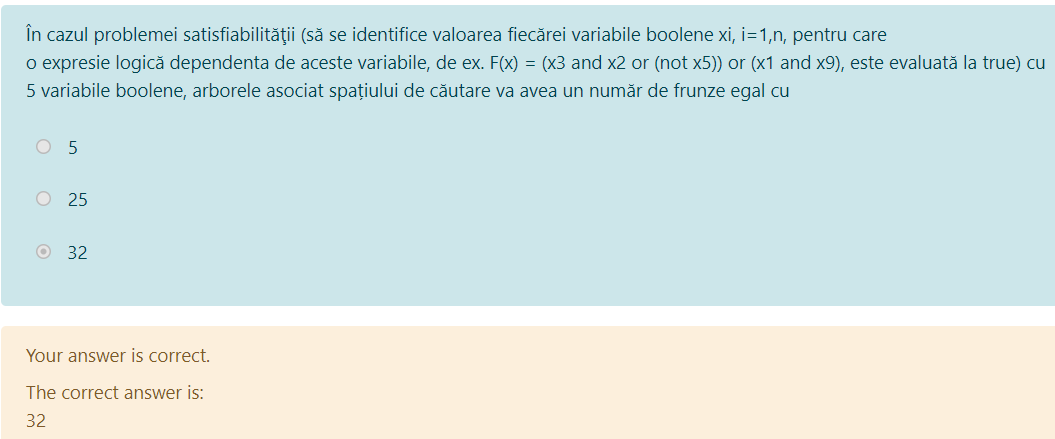 În cazul problemei satisfiabilităţii (să se identifice valoarea fiecărei variabile boolene xi, i=1,n, pentru care
o expresie logică dependenta de aceste variabile, de ex. F(x) = (x3 and x2 or (not x5)) or (x1 and x9), este evaluată la true) cu
5 variabile boolene, arborele asociat spațiului de căutare va avea un număr de frunze egal cu
5
25
32
Your answer is correct.
The correct answer is:
32